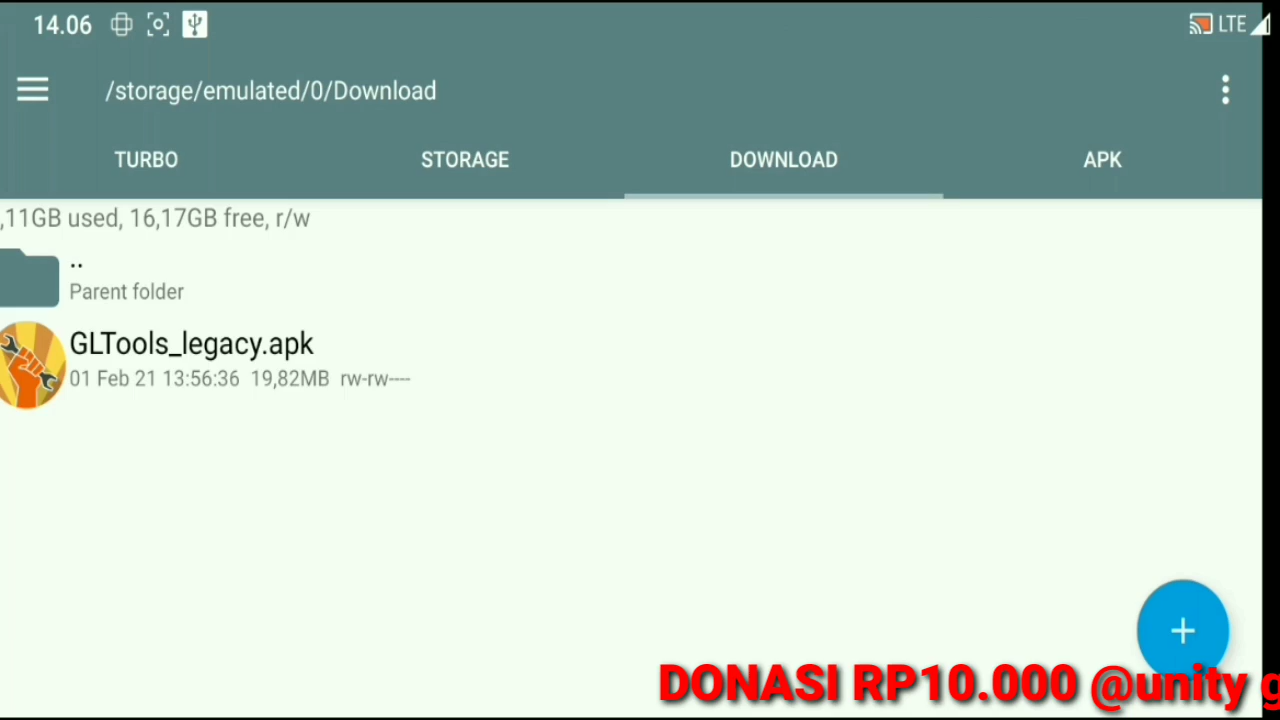 14.06 LTE
/storage/emulated/0/Download
TURBO STORAGE DOWNLOAD APK
,11GB used, 16,17GB free, r/w
..
Parent folder
GLTools_legacy.apk
01 Feb 21 13:56:36 19,82MB rw-rw----
DONASI RP10.000 @unity g